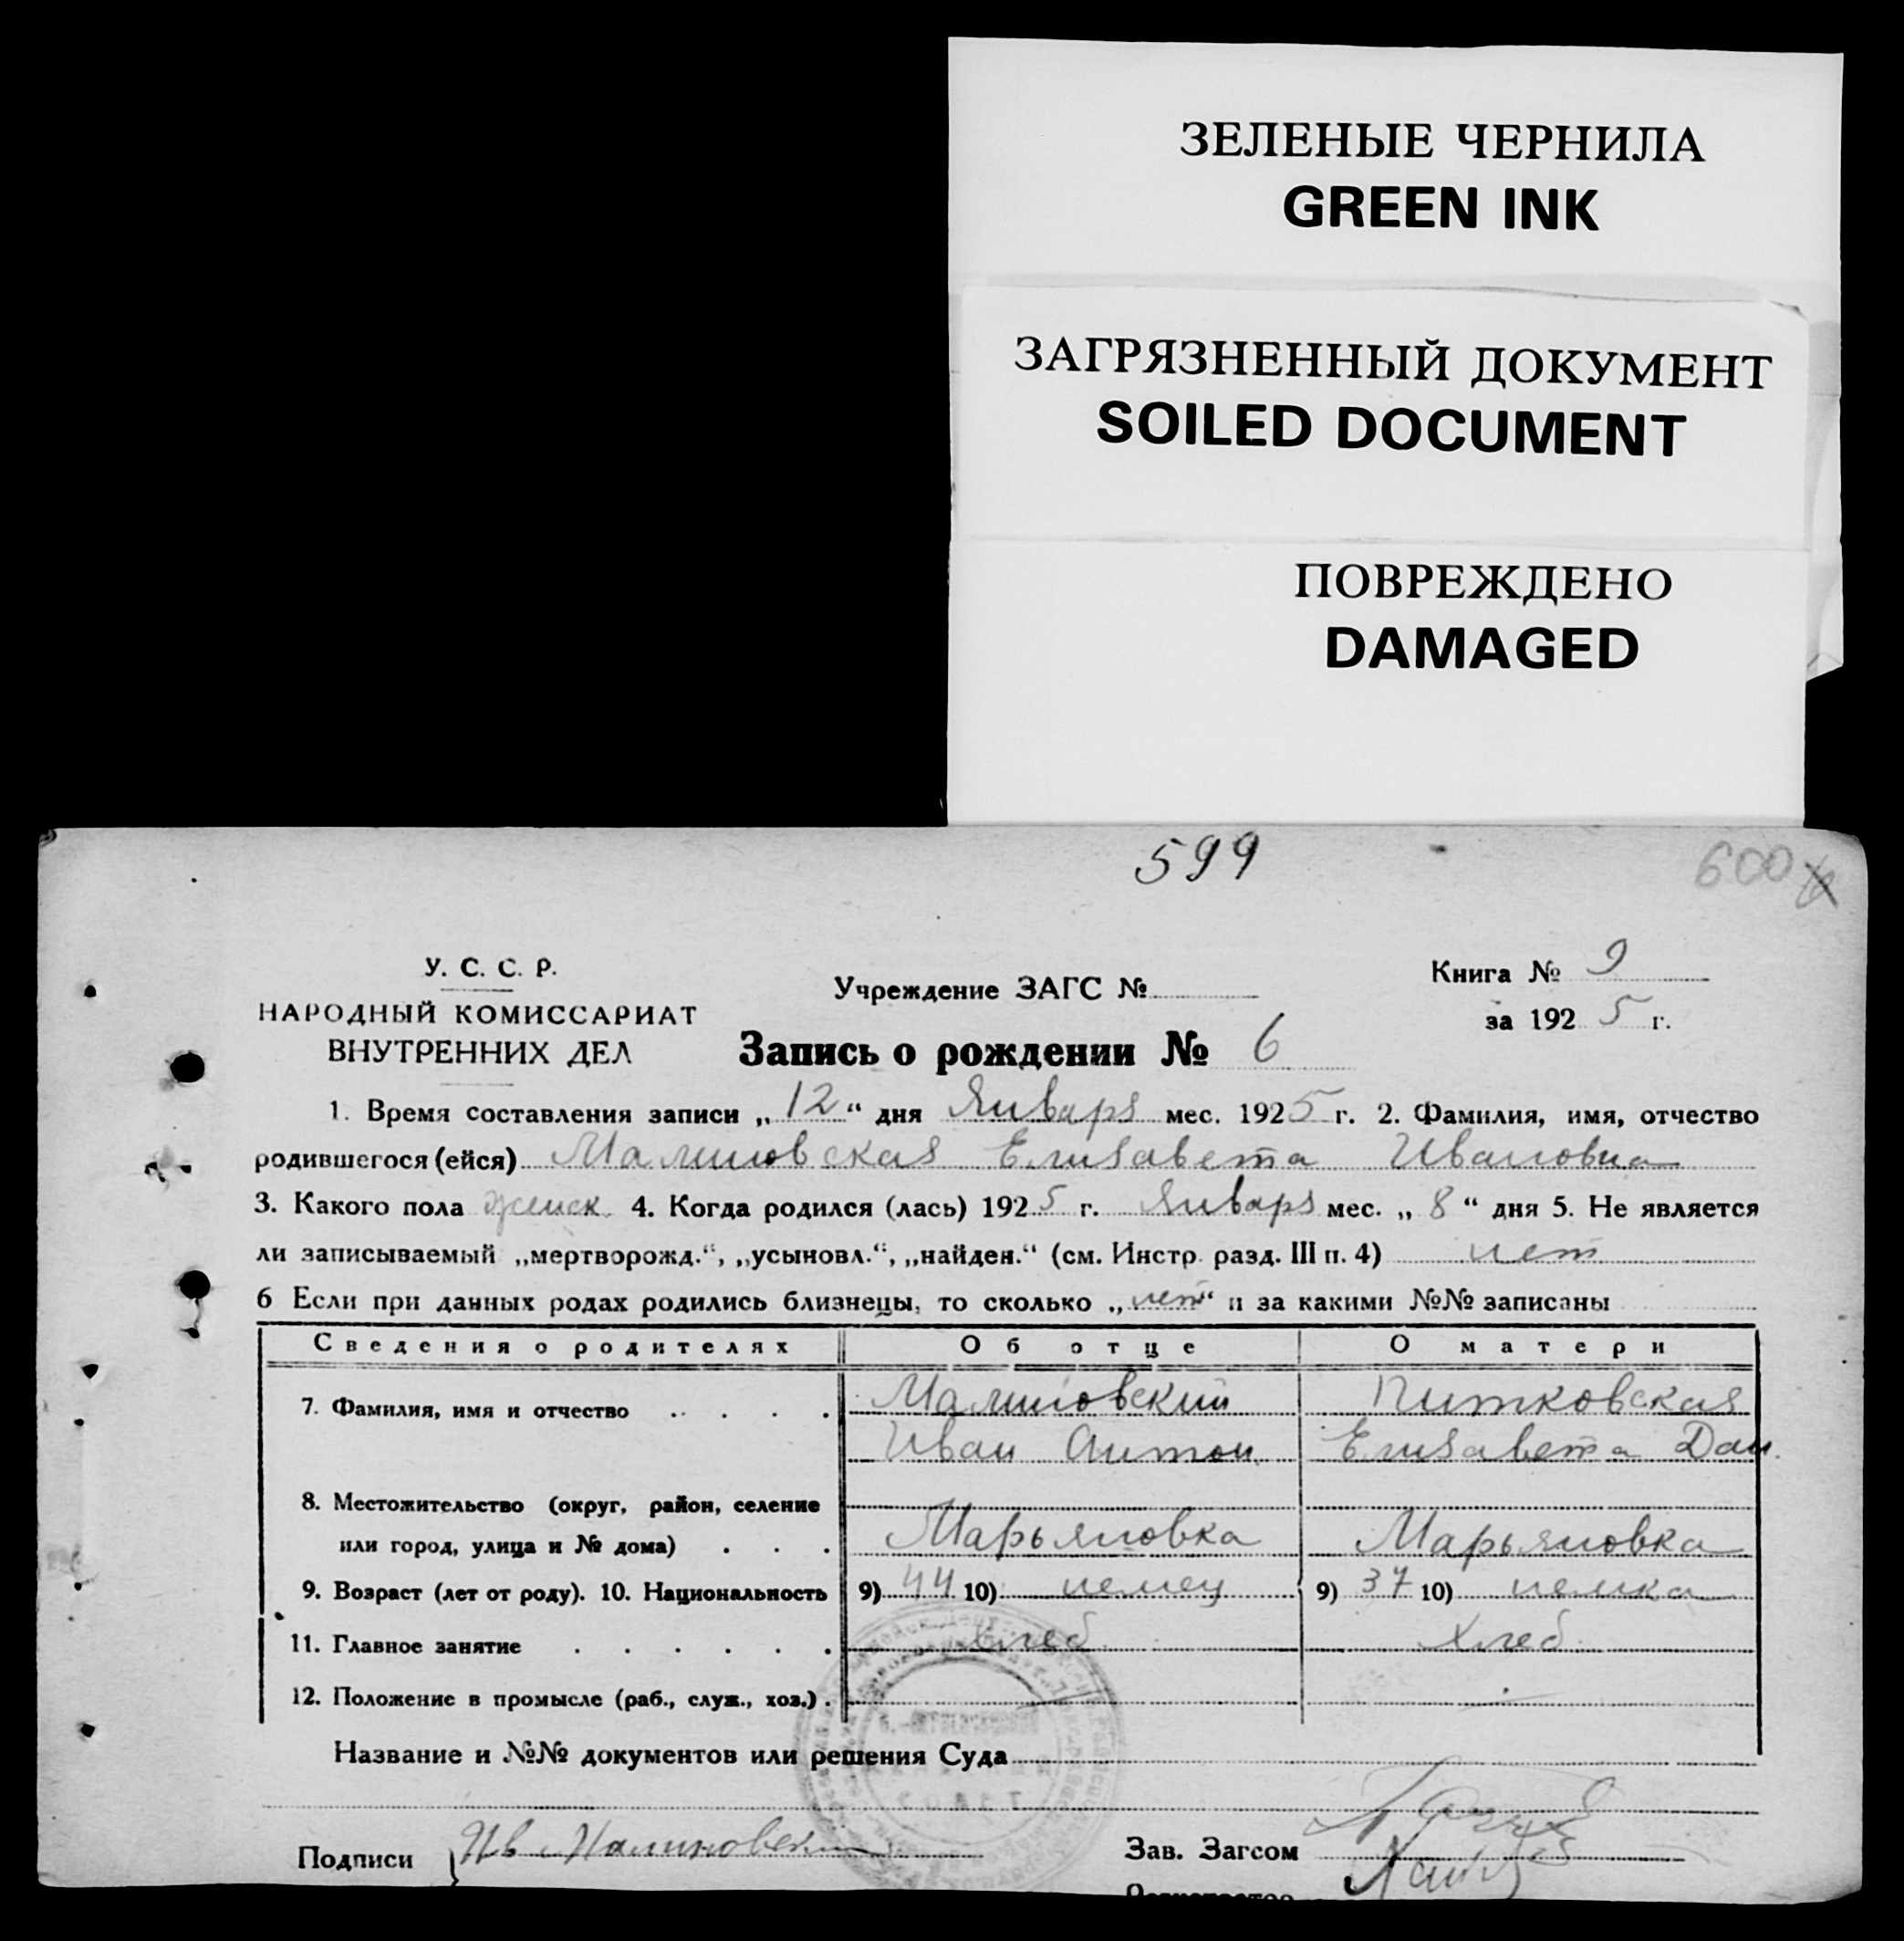 ЗЕЛЕНЫЕ ЧЕРНИЛА
GREEN INK
ЗАГРЯЗНЕННЫЙ ДОКУМЕНТ
SOILED DOCUMENT
ПОВРЕЖДЕНО
DAMAGED
599
600
У. С. С. Р.
НАРОДНЫЙ КОМИССАРИАТ
ВНУТРЕННИХ ДЕЛ
Учреждение ЗАГС №
Книга № 9
за 1925 г.
Запись о рождении № 6
1. Время составления записи „12“ дня Января мес. 1925 г. 2. Фамилия, имя, отчество
родившегося (ейся) Малиновская Елизавета Ивановна
3. Какого пола женск. 4. Когда родился (лась) 1925 г. Января мес. „8“ дня 5. Не является
ли записываемый „мертворожд.“, „усыновл.“, „найден.“ (см. Инстр. разд. III п. 4) нет
6 Если при данных родах родились близнецы, то сколько „нет“ и за какими №№ записаны
Сведения о родителях Об отце О матери
7. Фамилия, имя и отчество Малиновский Питковская
Иван Антон. Елизавета Дан.
8. Местожительство (округ, район, селение
или город, улица и № дома) Марьяновка Марьяновка
9. Возраст (лет от роду). 10. Национальность 9) 44 10) немец 9) 37 10) немка
11. Главное занятие хлеб. хлеб.
12. Положение в промысле (раб., служ., хоз.)
Название и №№ документов или решения Суда
Подписи Ив Малиновский
Зав. Загсом